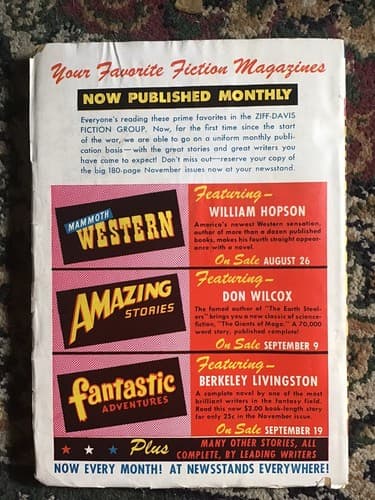 Your Favorite Fiction Magazines
NOW PUBLISHED MONTHLY
Everyone's reading these prime favorites in the ZIFF-DAVIS
FICTION GROUP. Now, for the first time since the start
of the war, we are able to go on a uniform monthly publi-
cation basis—with the great stories and great writers you
have come to expect! Don't miss out—reserve your copy of
the big 180-page November issues now at your newsstand.
MAMMOTH
WESTERN
Featuring—
WILLIAM HOPSON
America's newest Western sensation,
author of more than a dozen published
books, makes his fourth straight appear-
ance with a novel.
On Sale AUGUST 26
AMAZING
STORIES
Featuring—
DON WILCOX
The famed author of "The Earth Steal-
ers" brings you a new classic of science-
fiction, "The Giants of Mogo." A 70,000
word story, published complete!
On Sale SEPTEMBER 9
fantastic
ADVENTURES
Featuring—
BERKELEY LIVINGSTON
A complete novel by one of the most
brilliant writers in the fantasy field.
Read this new $2.00 book-length story
for only 25c in the November issue.
On Sale SEPTEMBER 19
Plus MANY OTHER STORIES, ALL
COMPLETE, BY LEADING WRITERS
NOW EVERY MONTH! AT NEWSSTANDS EVERYWHERE!